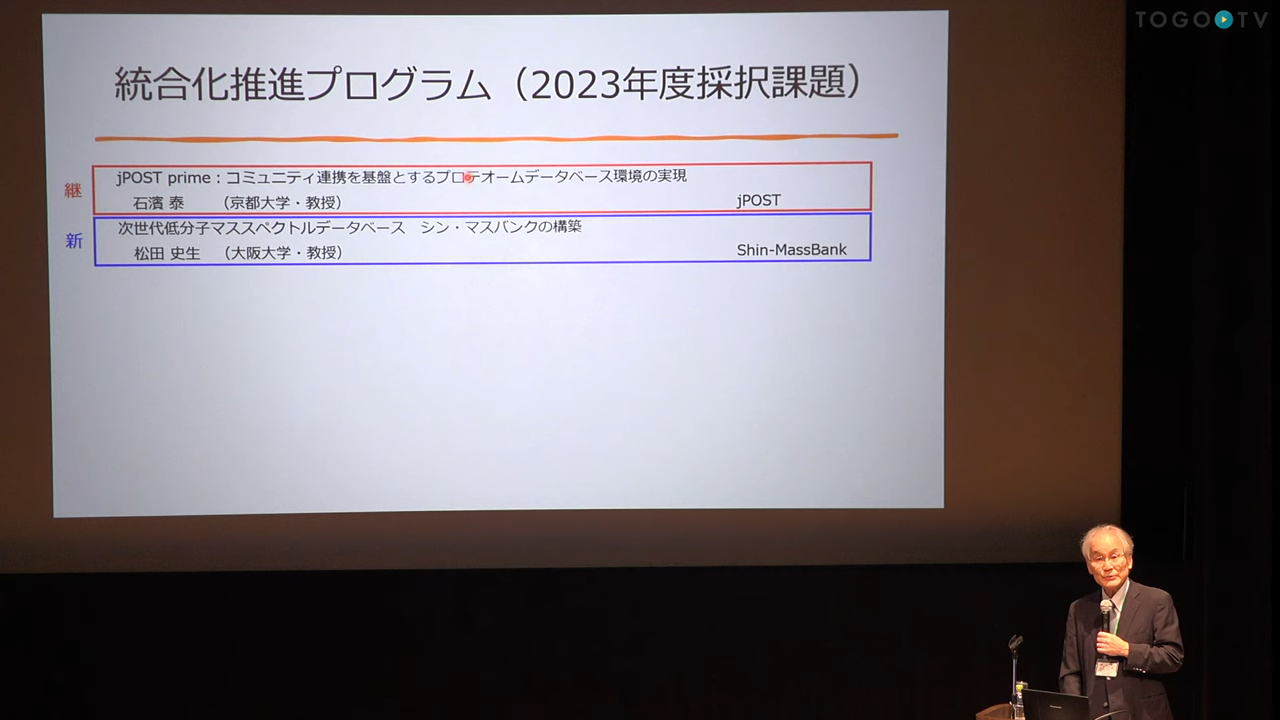 TOGO TV
統合化推進プログラム（2023年度採択課題）
継
jPOST prime：コミュニティ連携を基盤とするプロテオームデータベース環境の実現
石濱 泰 （京都大学・教授） jPOST
新
次世代低分子マススペクトルデータベース シン・マスバンクの構築
松田 史生 （大阪大学・教授） Shin-MassBank